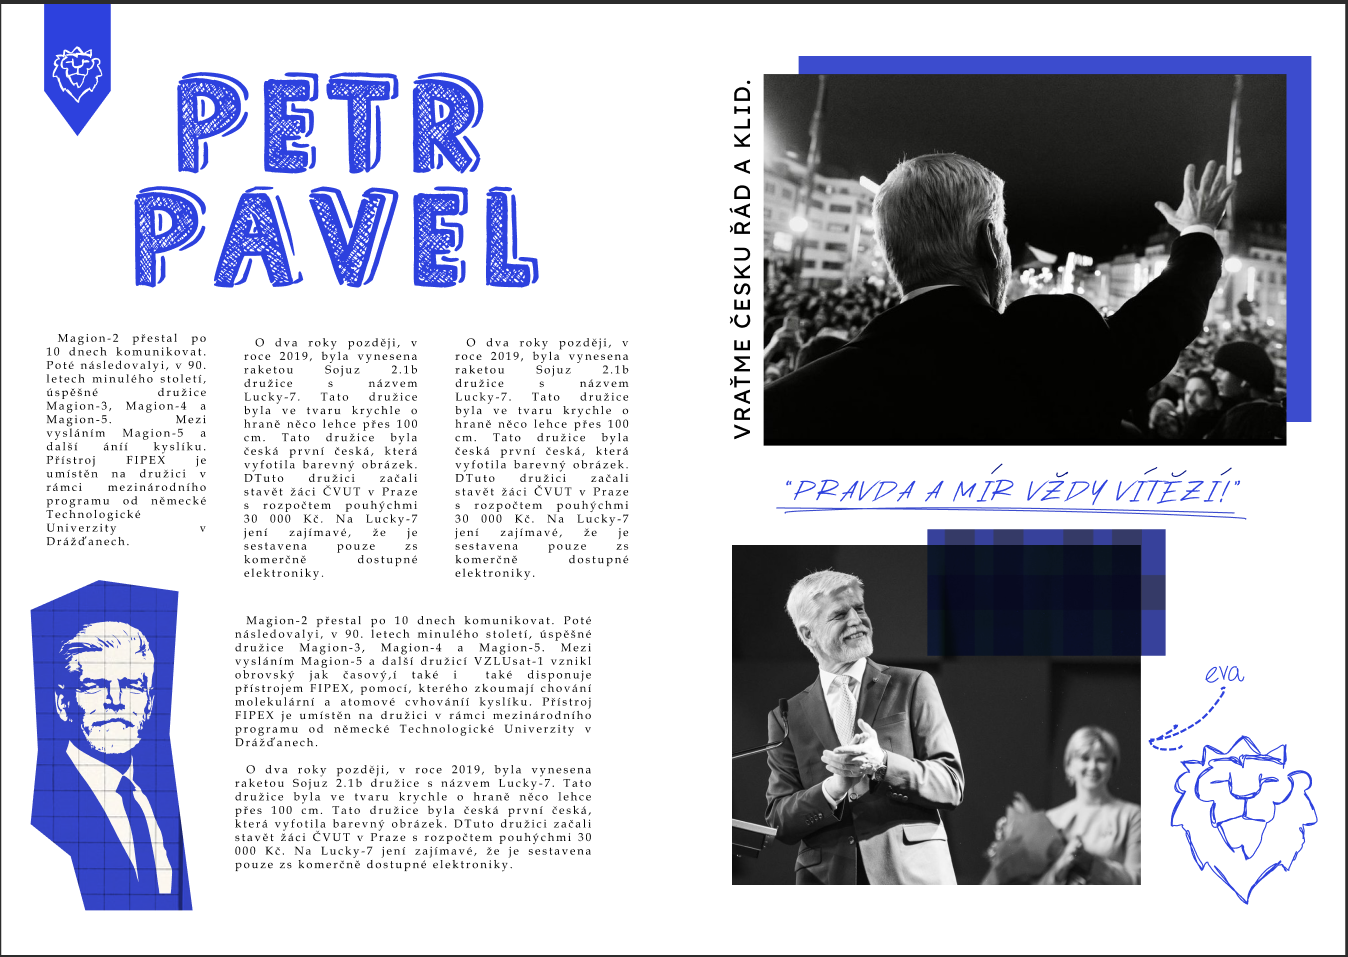 PETR
PAVEL
Magion-2 přestal po
10 dnech komunikovat.
Poté následovalyi, v 90.
letech minulého století,
úspěšné družice
Magion-3, Magion-4 a
Magion-5. Mezi
vysláním Magion-5 a
další áníí kyslíku.
Přístroj FIPEX je
umístěn na družici v
rámci mezinárodního
programu od německé
Technologické
Univerzity v
Drážďanech.
O dva roky později, v
roce 2019, byla vynesena
raketou Sojuz 2.1b
družice s názvem
Lucky-7. Tato družice
byla ve tvaru krychle o
hraně něco lehce přes 100
cm. Tato družice byla
česká první česká, která
vyfotila barevný obrázek.
DTuto družici začali
stavět žáci ČVUT v Praze
s rozpočtem pouhýchmi
30 000 Kč. Na Lucky-7
jení zajímavé, že je
sestavena pouze zs
komerčně dostupné
elektroniky.
O dva roky později, v
roce 2019, byla vynesena
raketou Sojuz 2.1b
družice s názvem
Lucky-7. Tato družice
byla ve tvaru krychle o
hraně něco lehce přes 100
cm. Tato družice byla
česká první česká, která
vyfotila barevný obrázek.
DTuto družici začali
stavět žáci ČVUT v Praze
s rozpočtem pouhýchmi
30 000 Kč. Na Lucky-7
jení zajímavé, že je
sestavena pouze zs
komerčně dostupné
elektroniky.
Magion-2 přestal po 10 dnech komunikovat. Poté
následovalyi, v 90. letech minulého století, úspěšné
družice Magion-3, Magion-4 a Magion-5. Mezi
vysláním Magion-5 a další družicí VZLUsat-1 vznikl
obrovský jak časový,í také i také disponuje
přístrojem FIPEX, pomocí, kterého zkoumají chování
molekulární a atomové cvhováníí kyslíku. Přístroj
FIPEX je umístěn na družici v rámci mezinárodního
programu od německé Technologické Univerzity v
Drážďanech.
O dva roky později, v roce 2019, byla vynesena
raketou Sojuz 2.1b družice s názvem Lucky-7. Tato
družice byla ve tvaru krychle o hraně něco lehce
přes 100 cm. Tato družice byla česká první česká,
která vyfotila barevný obrázek. DTuto družici začali
stavět žáci ČVUT v Praze s rozpočtem pouhýchmi 30
000 Kč. Na Lucky-7 jení zajímavé, že je sestavena
pouze zs komerčně dostupné elektroniky.
VRAŤME ČESKU ŘÁD A KLID.
“PRAVDA A MÍR VŽDY VÍTĚZÍ!”
eva